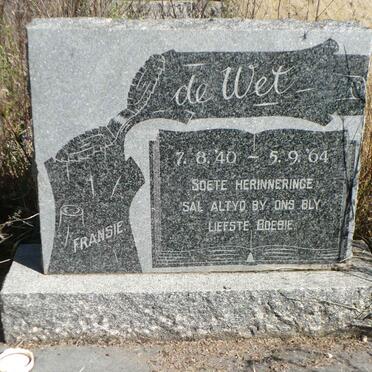 de Wet
7.8.'40 - 5.9.'64
SOETE HERINNERINGE
SAL ALTYD BY ONS BLY
LIEFSTE BOEBIE.
FRANSIE